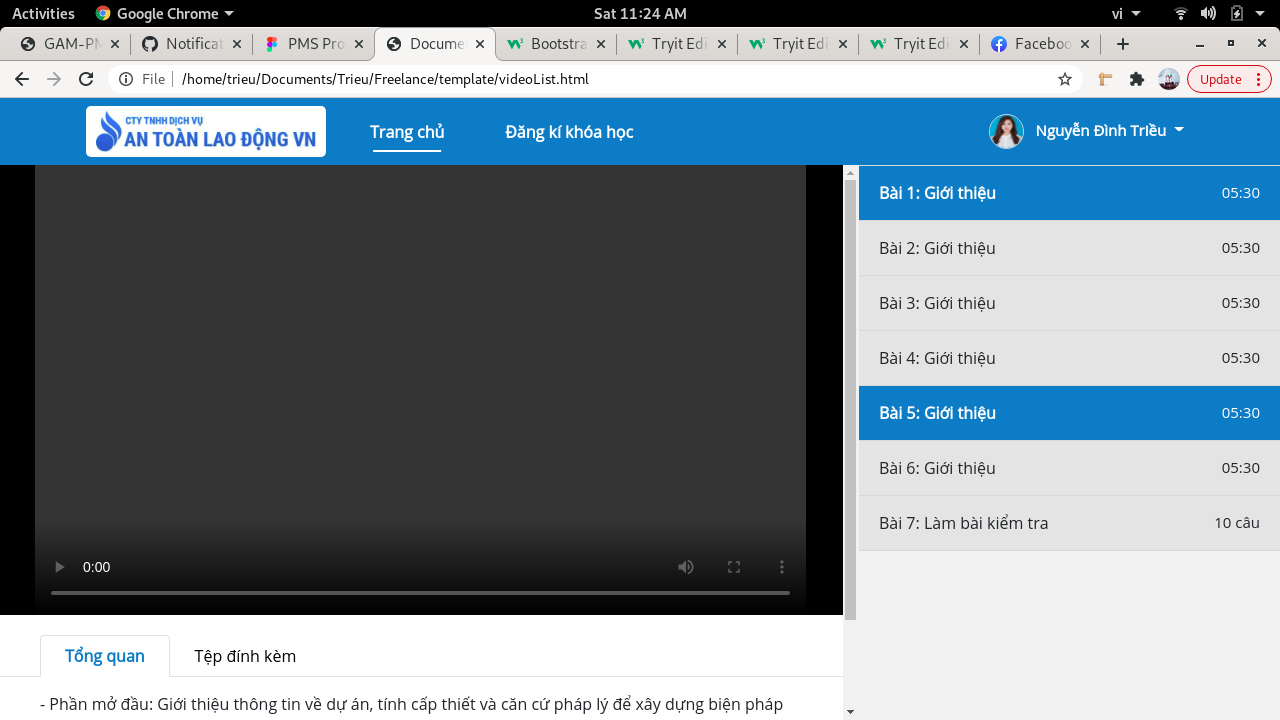 Activities Google Chrome Sat 11:24 AM vi
GAM-PM Notificat PMS Pro Docume Bootstra Tryit Edi Tryit Edi Tryit Edi Faceboo
File /home/trieu/Documents/Trieu/Freelance/template/videoList.html Update
CTY TNHH DỊCH VỤ
AN TOÀN LAO ĐỘNG VN
Trang chủ Đăng kí khóa học Nguyễn Đình Triều
Bài 1: Giới thiệu 05:30
Bài 2: Giới thiệu 05:30
Bài 3: Giới thiệu 05:30
Bài 4: Giới thiệu 05:30
Bài 5: Giới thiệu 05:30
Bài 6: Giới thiệu 05:30
Bài 7: Làm bài kiểm tra 10 câu
0:00
Tổng quan Tệp đính kèm
- Phần mở đầu: Giới thiệu thông tin về dự án, tính cấp thiết và căn cứ pháp lý để xây dựng biện pháp